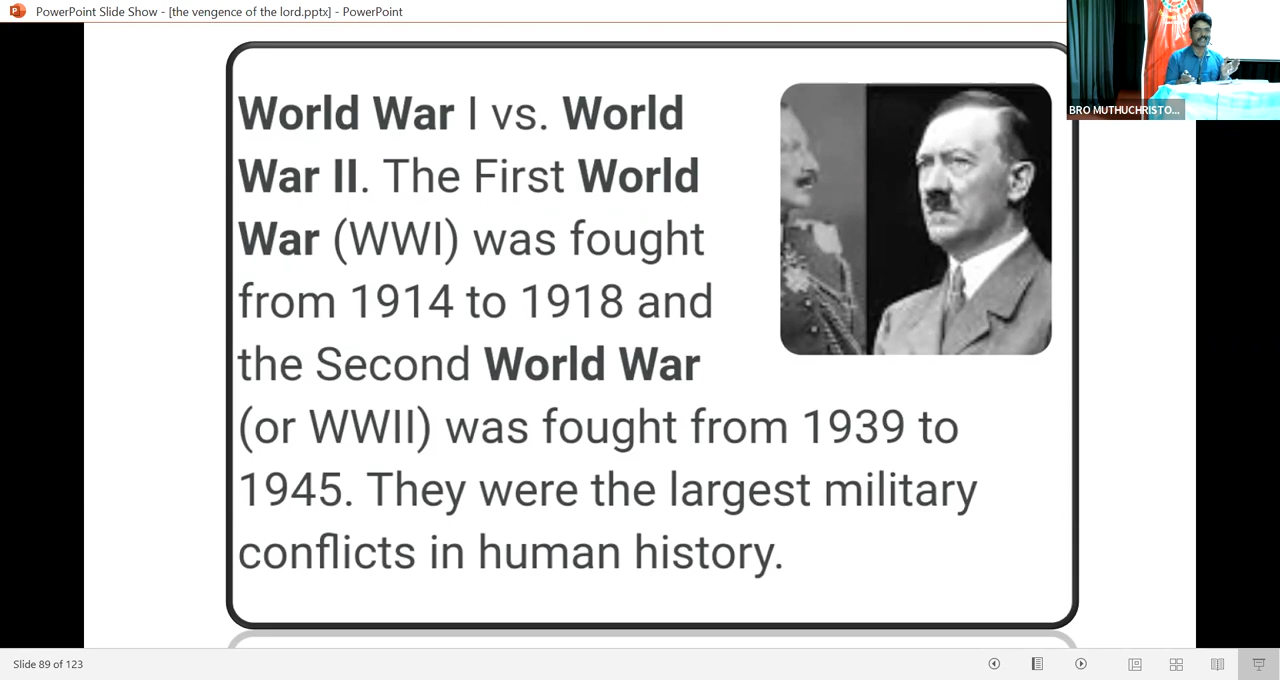 PowerPoint Slide Show - [the vengence of the lord.pptx] - PowerPoint
BRO MUTHUCHRISTO...
World War I vs. World
War II. The First World
War (WWI) was fought
from 1914 to 1918 and
the Second World War
(or WWII) was fought from 1939 to
1945. They were the largest military
conflicts in human history.
Slide 89 of 123